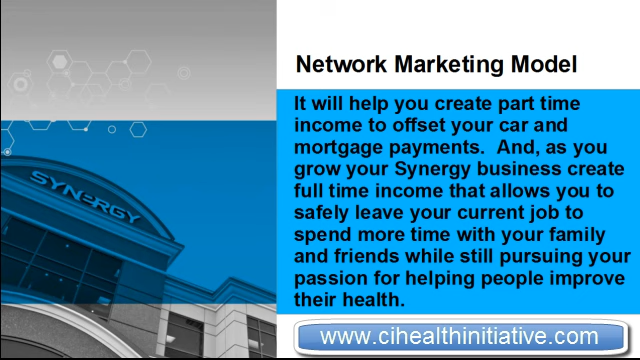 SYNERGY
Network Marketing Model
It will help you create part time
income to offset your car and
mortgage payments.  And, as you
grow your Synergy business create
full time income that allows you to
safely leave your current job to
spend more time with your family
and friends while still pursuing your
passion for helping people improve
their health.
www.cihealthinitiative.com